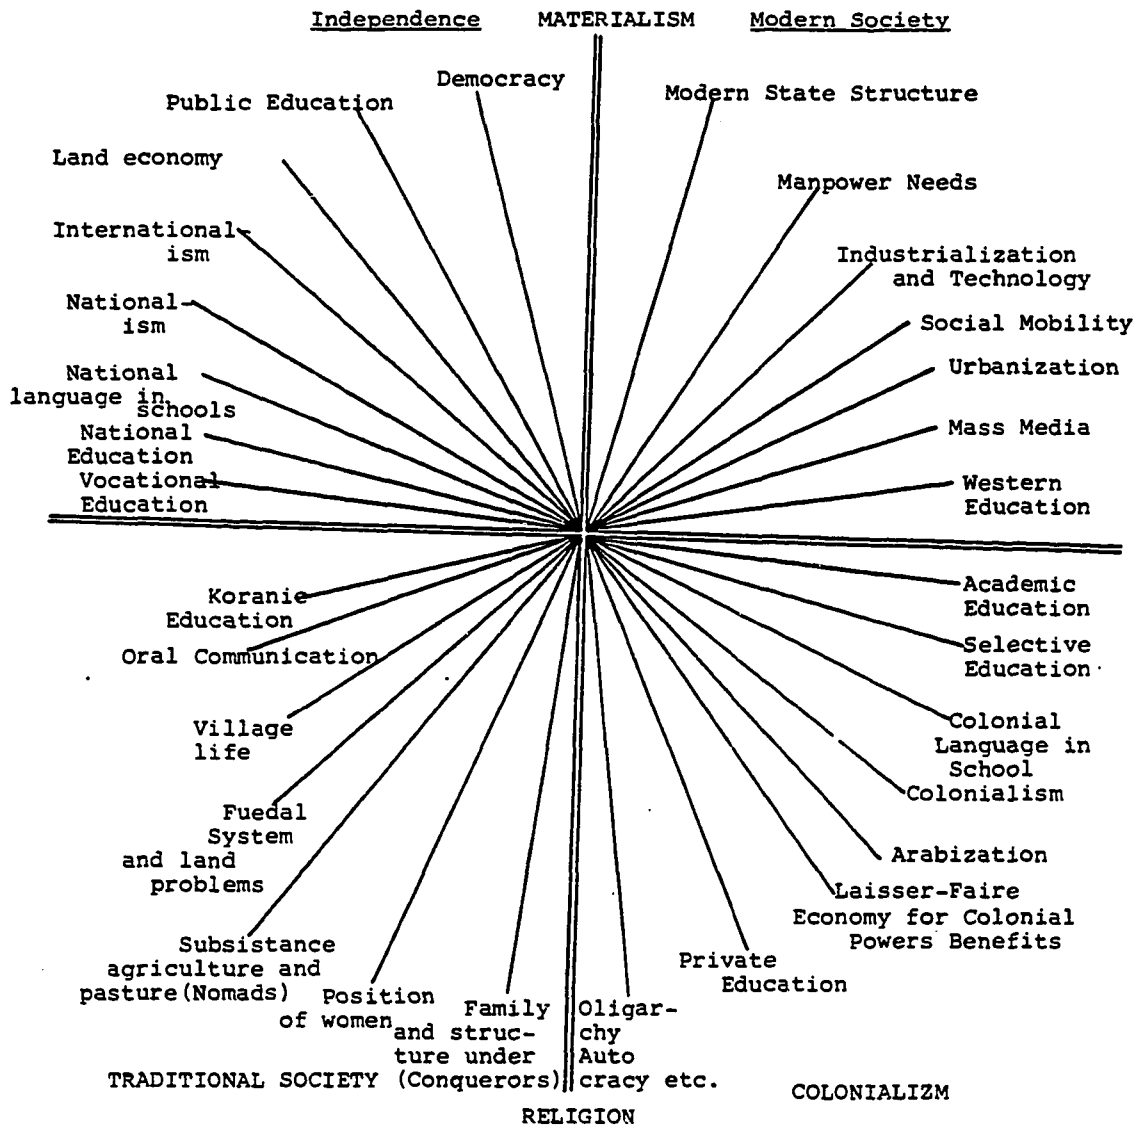 Independence MATERIALISM Modern Society
Democracy
Public Education
Land economy
International-
ism
National-
ism
National
language in
schools
National
Education
Vocational
Education
Modern State Structure
Manpower Needs
Industrialization
and Technology
Social Mobility
Urbanization
Mass Media
Western
Education
Koranie
Education
Oral Communication
Village
life
Fuedal
System
and land
problems
Subsistance
agriculture and
pasture(Nomads)
Position
of women
Family
and struc-
ture under
(Conquerors)
TRADITIONAL SOCIETY
Academic
Education
Selective
Education
Colonial
Language in
School
Colonialism
Arabization
Laisser-Faire
Economy for Colonial
Powers Benefits
Private
Education
Oligar-
chy
Auto
cracy etc.
COLONIALIZM
RELIGION